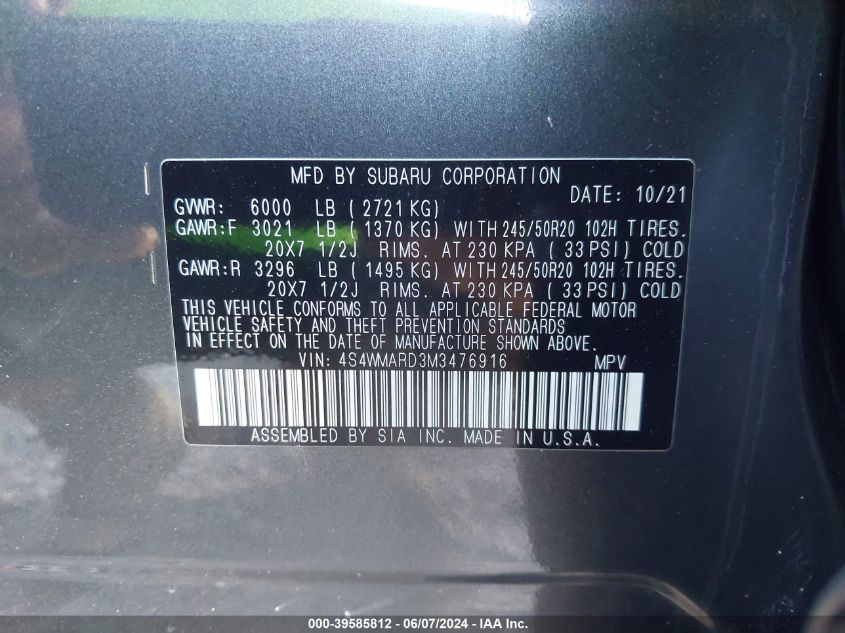 MFD BY SUBARU CORPORATION
DATE: 10/21
GVWR: 6000 LB ( 2721 KG)
GAWR:F 3021 LB ( 1370 KG) WITH 245/50R20 102H TIRES.
20X7 1/2J RIMS. AT 230 KPA ( 33 PSI) COLD
GAWR:R 3296 LB ( 1495 KG) WITH 245/50R20 102H TIRES.
20X7 1/2J RIMS. AT 230 KPA ( 33 PSI) COLD
THIS VEHICLE CONFORMS TO ALL APPLICABLE FEDERAL MOTOR
VEHICLE SAFETY AND THEFT PREVENTION STANDARDS
IN EFFECT ON THE DATE OF MANUFACTURE SHOWN ABOVE.
VIN: 4S4WMARD3M3476916 MPV
ASSEMBLED BY SIA INC. MADE IN U.S.A.
000-39585812 - 06/07/2024 - IAAI.COM